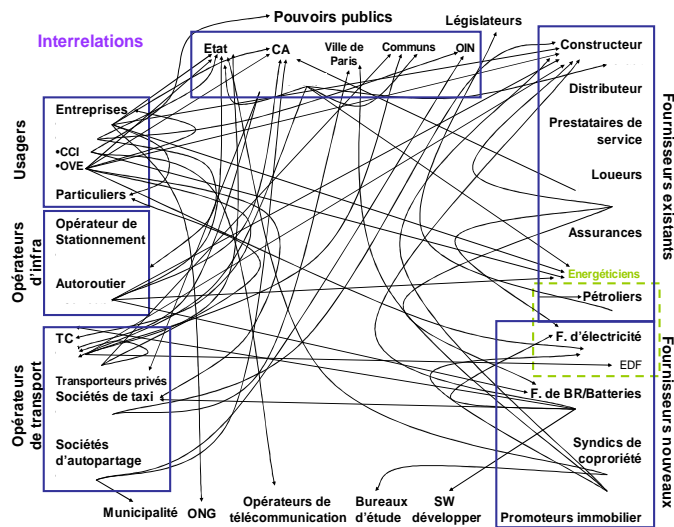 Pouvoirs publics
Législateurs
Interrelations
Etat
CA
Ville de
Paris
Communs
OIN
Constructeur
Distributeur
Prestataires de
service
Loueurs
Assurances
Energéticiens
Pétroliers
Fournisseurs existants
Usagers
Entreprises
•CCI
•OVE
Particuliers
Opérateurs
d'infra
Opérateur de
Stationnement
Autoroutier
Opérateurs
de transport
TC
Transporteurs privés
Sociétés de taxi
Sociétés
d'autopartage
F. d'électricité
EDF
F. de BR/Batteries
Syndics de
coproriété
Promoteurs immobilier
Fournisseurs nouveaux
Municipalité
ONG
Opérateurs de
télécommunication
Bureaux
d'étude
SW
développer